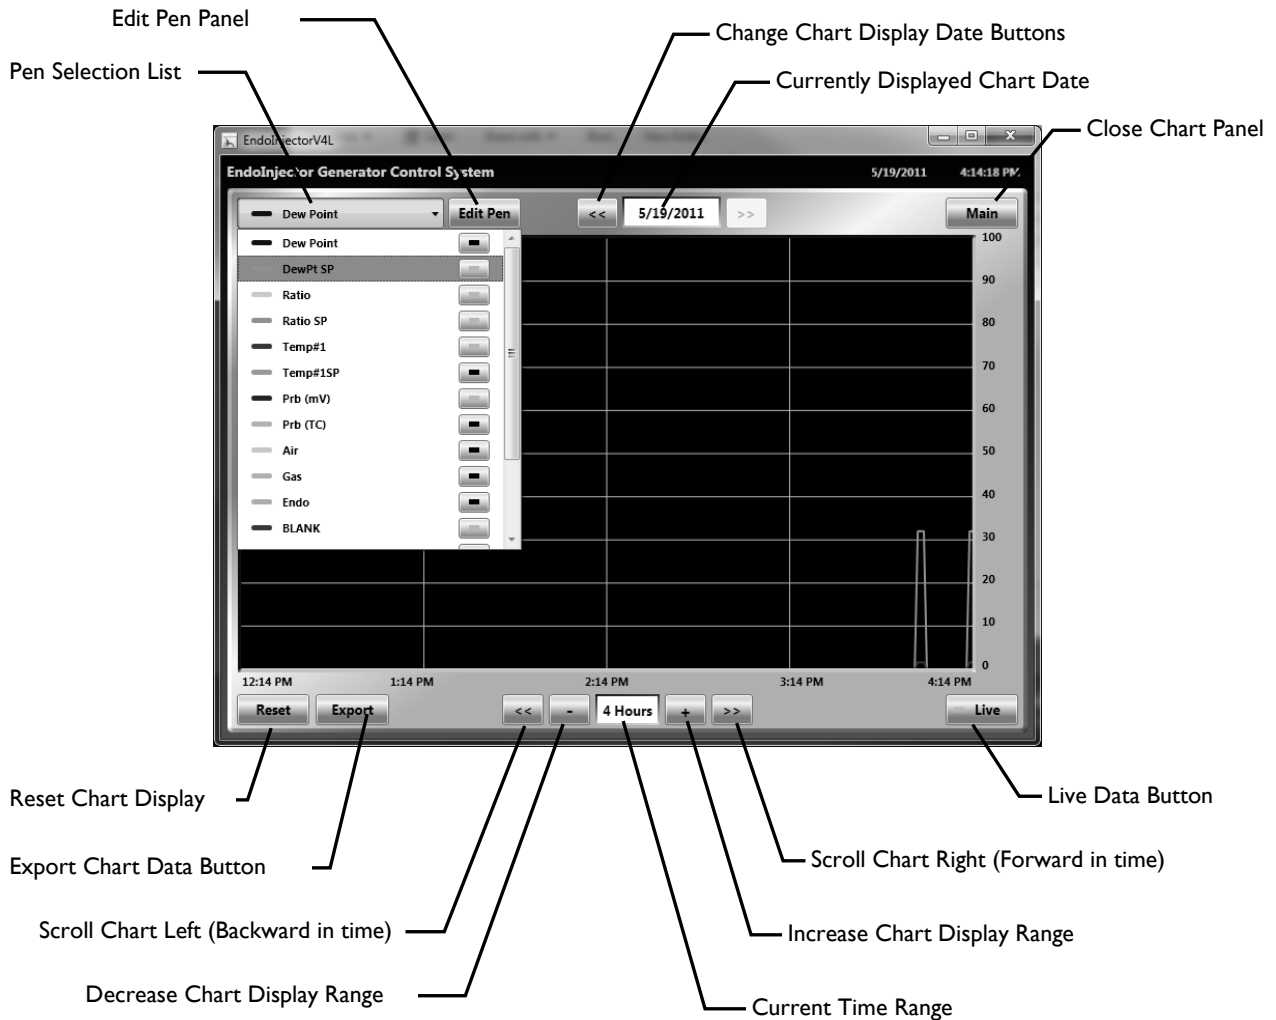 Edit Pen Panel
Change Chart Display Date Buttons
Pen Selection List
Currently Displayed Chart Date
Close Chart Panel
EndoInjectorV4L
EndoInjector Generator Control System
5/19/2011 4:14:18 PM
Dew Point
Edit Pen
<< 5/19/2011 >>
Main
Dew Point
DewPt SP
Ratio
Ratio SP
Temp#1
Temp#1SP
Prb (mV)
Prb (TC)
Air
Gas
Endo
BLANK
100
90
80
70
60
50
40
30
20
10
0
12:14 PM 1:14 PM 2:14 PM 3:14 PM 4:14 PM
Reset Export << - 4 Hours + >> Live
Reset Chart Display
Live Data Button
Export Chart Data Button
Scroll Chart Right (Forward in time)
Scroll Chart Left (Backward in time)
Increase Chart Display Range
Decrease Chart Display Range
Current Time Range